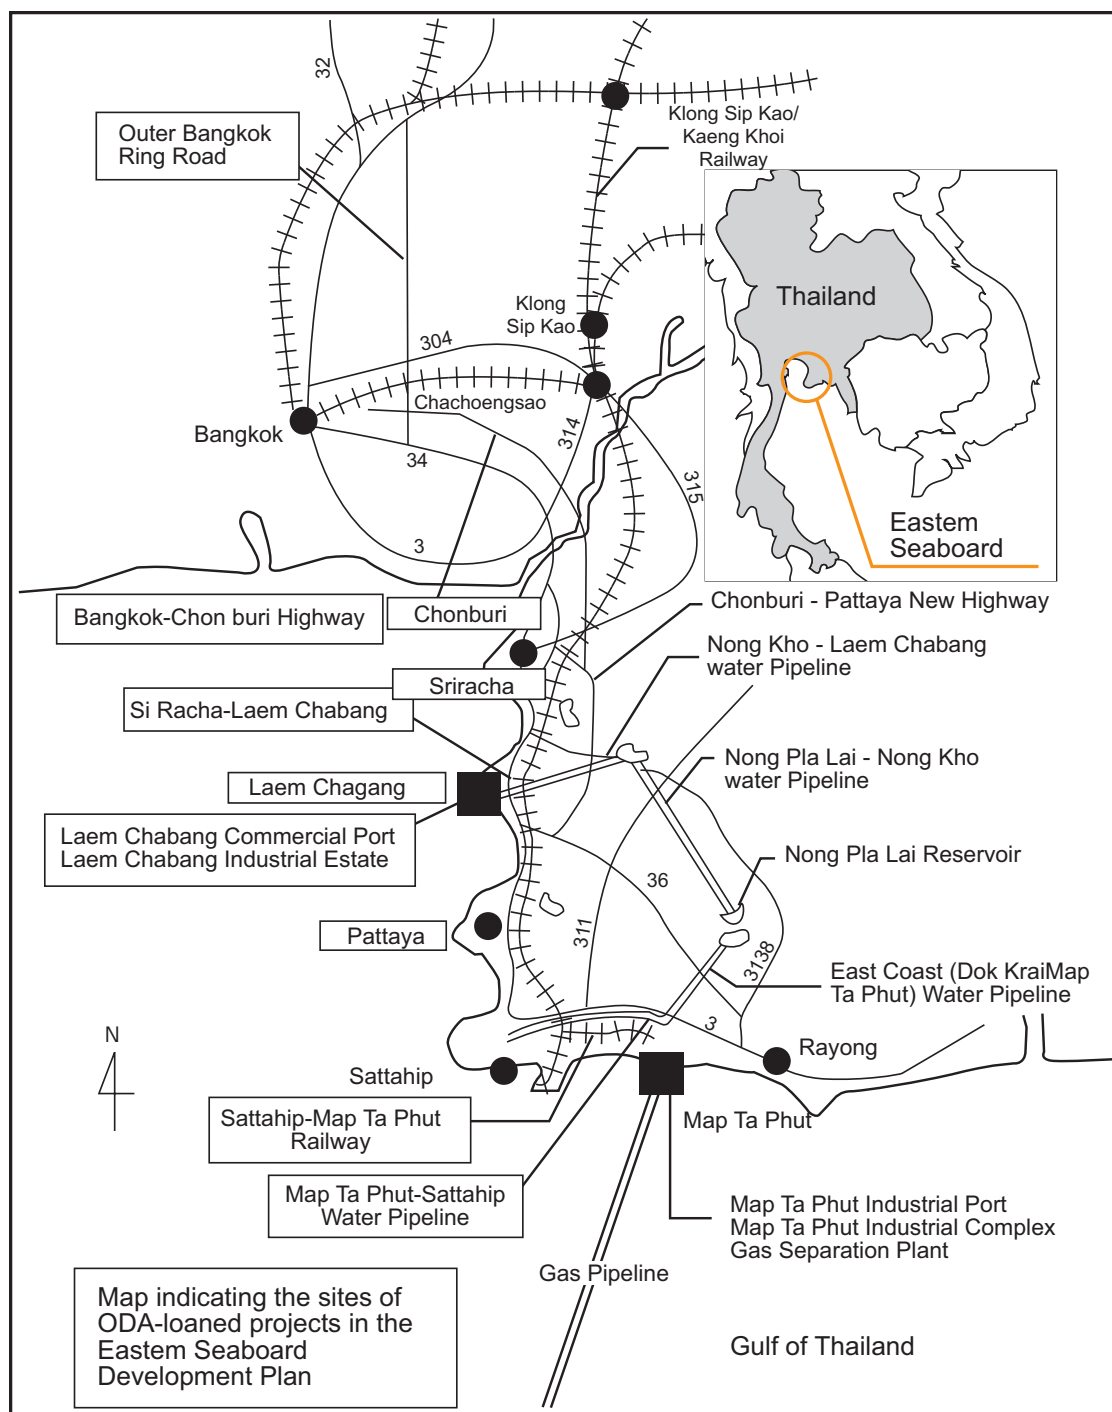 32
Klong Sip Kao/
Kaeng Khoi
Railway
Outer Bangkok
Ring Road
Thailand
Klong
Sip Kao
304
Chachoengsao
Bangkok
34
314
315
3
Eastem
Seaboard
Bangkok-Chon buri Highway
Chonburi
Chonburi - Pattaya New Highway
Nong Kho - Laem Chabang
water Pipeline
Sriracha
Si Racha-Laem Chabang
Nong Pla Lai - Nong Kho
water Pipeline
Laem Chagang
Laem Chabang Commercial Port
Laem Chabang Industrial Estate
Nong Pla Lai Reservoir
36
311
3138
Pattaya
East Coast (Dok KraiMap
Ta Phut) Water Pipeline
3
N
Rayong
Sattahip
Sattahip-Map Ta Phut
Railway
Map Ta Phut
Map Ta Phut-Sattahip
Water Pipeline
Map Ta Phut Industrial Port
Map Ta Phut Industrial Complex
Gas Separation Plant
Gas Pipeline
Map indicating the sites of
ODA-loaned projects in the
Eastem Seaboard
Development Plan
Gulf of Thailand